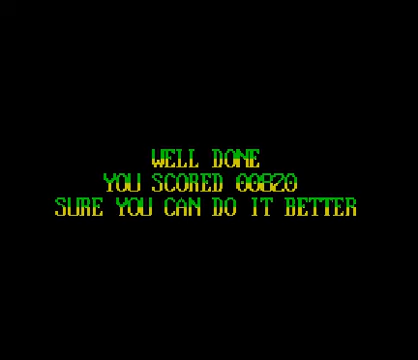 WELL DONE
YOU SCORED 00820
SURE YOU CAN DO IT BETTER